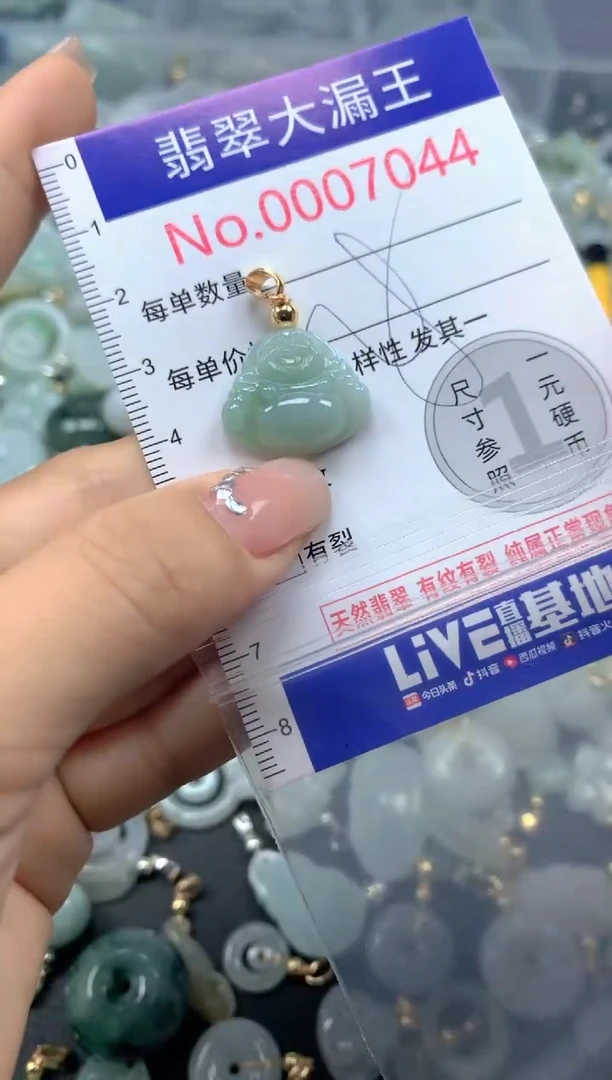 翡翠大漏王
No.0007044
每单数量
每单价
样性 发其一
有裂
尺寸参照
一元硬币
1
天然翡翠 有纹有裂 纯属正常现象
LiVE直播基地
今日头条 抖音 西瓜视频 抖音火
0
1
2
3
4
7
8